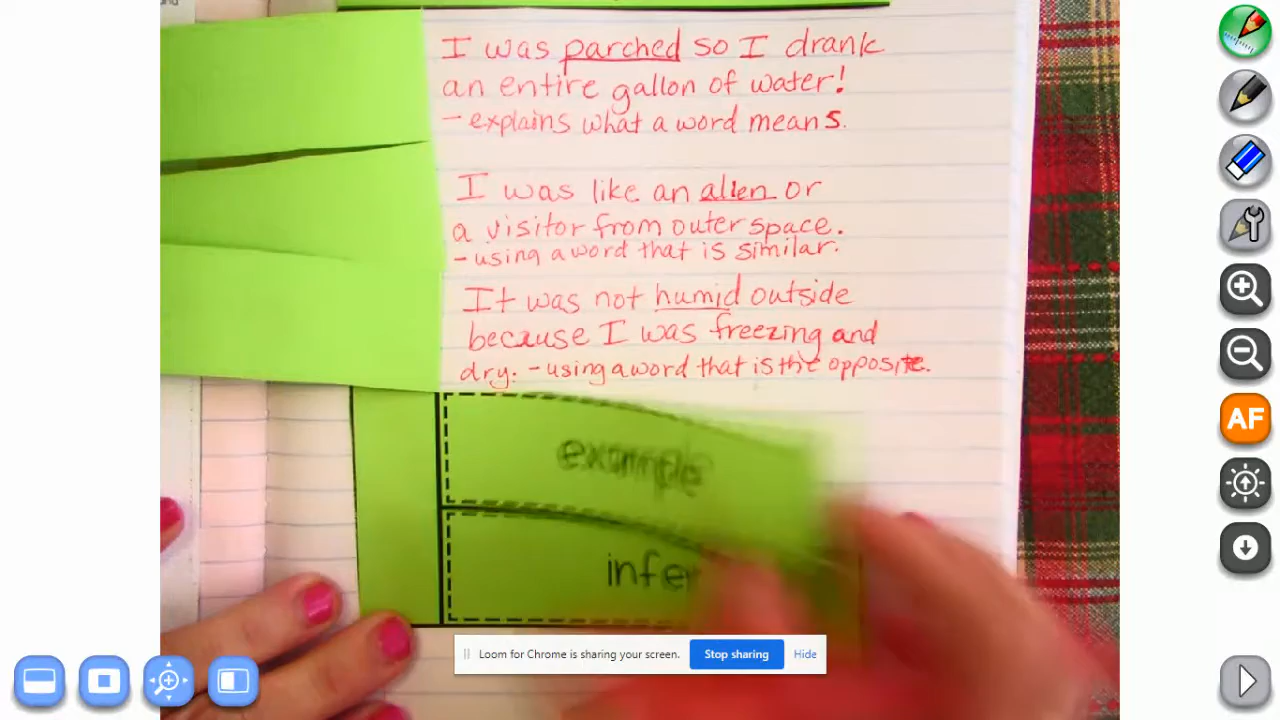 I was parched so I drank
an entire gallon of water!
- explains what a word means.
I was like an alien or
a visitor from outer space.
- using a word that is similar.
It was not humid outside
because I was freezing and
dry. - using a word that is the opposite.
example
Loom for Chrome is sharing your screen. Stop sharing Hide
AF